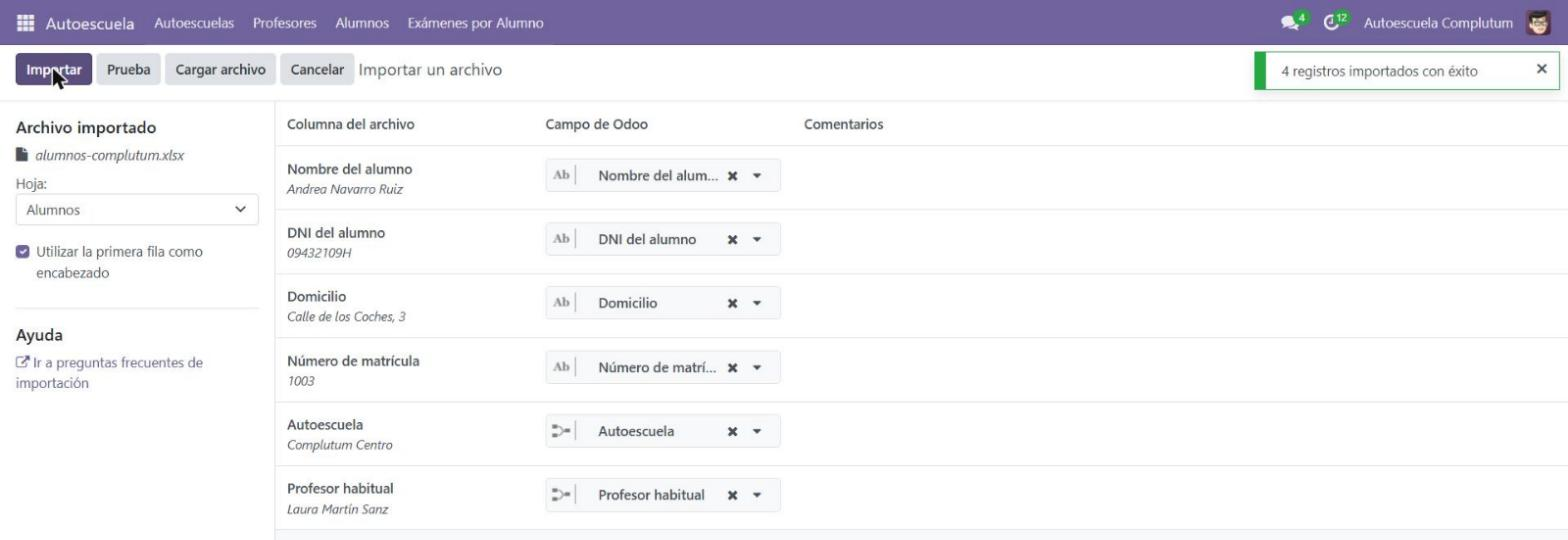 Autoescuela Autoescuelas Profesores Alumnos Exámenes por Alumno 4 12 Autoescuela Complutum
Importar Prueba Cargar archivo Cancelar Importar un archivo
4 registros importados con éxito
Archivo importado
alumnos-complutum.xlsx
Hoja:
Alumnos
Utilizar la primera fila como
encabezado
Ayuda
Ir a preguntas frecuentes de
importación
Columna del archivo Campo de Odoo Comentarios
Nombre del alumno
Andrea Navarro Ruiz
Ab Nombre del alum...
DNI del alumno
09432109H
Ab DNI del alumno
Domicilio
Calle de los Coches, 3
Ab Domicilio
Número de matrícula
1003
Ab Número de matrí...
Autoescuela
Complutum Centro
Autoescuela
Profesor habitual
Laura Martín Sanz
Profesor habitual